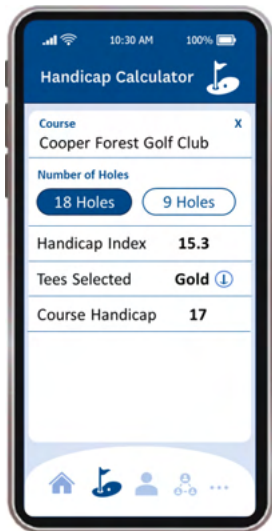 10:30 AM 100%
Handicap Calculator
Course X
Cooper Forest Golf Club
Number of Holes
18 Holes 9 Holes
Handicap Index 15.3
Tees Selected Gold
Course Handicap 17